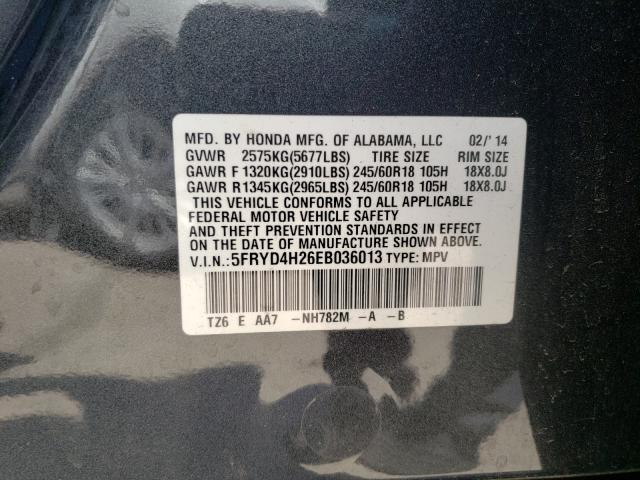 MFD. BY HONDA MFG. OF ALABAMA, LLC 02/'14
GVWR 2575KG(5677LBS) TIRE SIZE RIM SIZE
GAWR F 1320KG(2910LBS) 245/60R18 105H 18X8.0J
GAWR R1345KG(2965LBS) 245/60R18 105H 18X8.0J
THIS VEHICLE CONFORMS TO ALL APPLICABLE
FEDERAL MOTOR VEHICLE SAFETY
AND THEFT PREVENTION STANDARDS IN EFFECT
ON THE DATE OF MANUFACTURE SHOWN ABOVE.
V.I.N.: 5FRYD4H26EB036013 TYPE: MPV
TZ6 E AA7 -NH782M -A -B